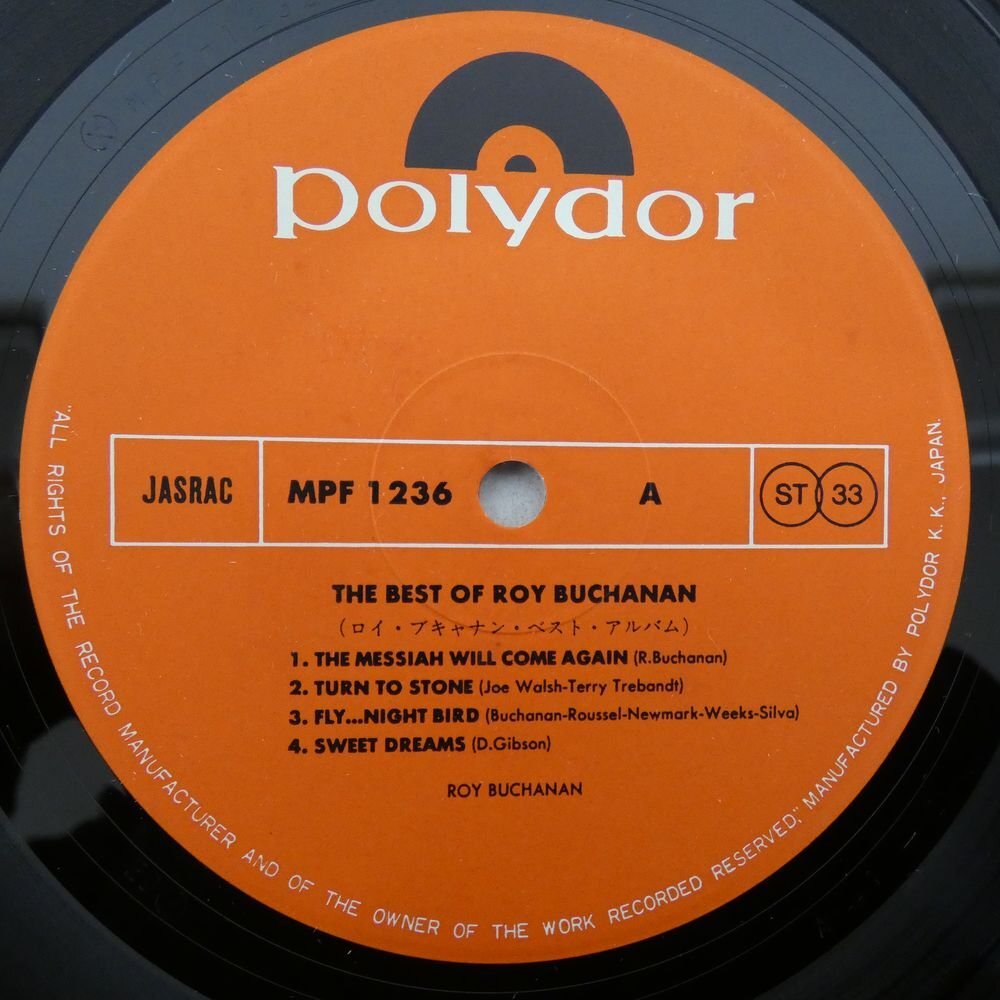 polydor
JASRAC
MPF 1236
A
ST 33
THE BEST OF ROY BUCHANAN
(ロイ・ブキャナン・ベスト・アルバム)
1. THE MESSIAH WILL COME AGAIN (R.Buchanan)
2. TURN TO STONE (Joe Walsh-Terry Trebandt)
3. FLY...NIGHT BIRD (Buchanan-Roussel-Newmark-Weeks-Silva)
4. SWEET DREAMS (D.Gibson)
ROY BUCHANAN
"ALL RIGHTS OF THE RECORD MANUFACTURER AND OF THE OWNER OF THE WORK RECORDED RESERVED," MANUFACTURED BY POLYDOR K.K., JAPAN.